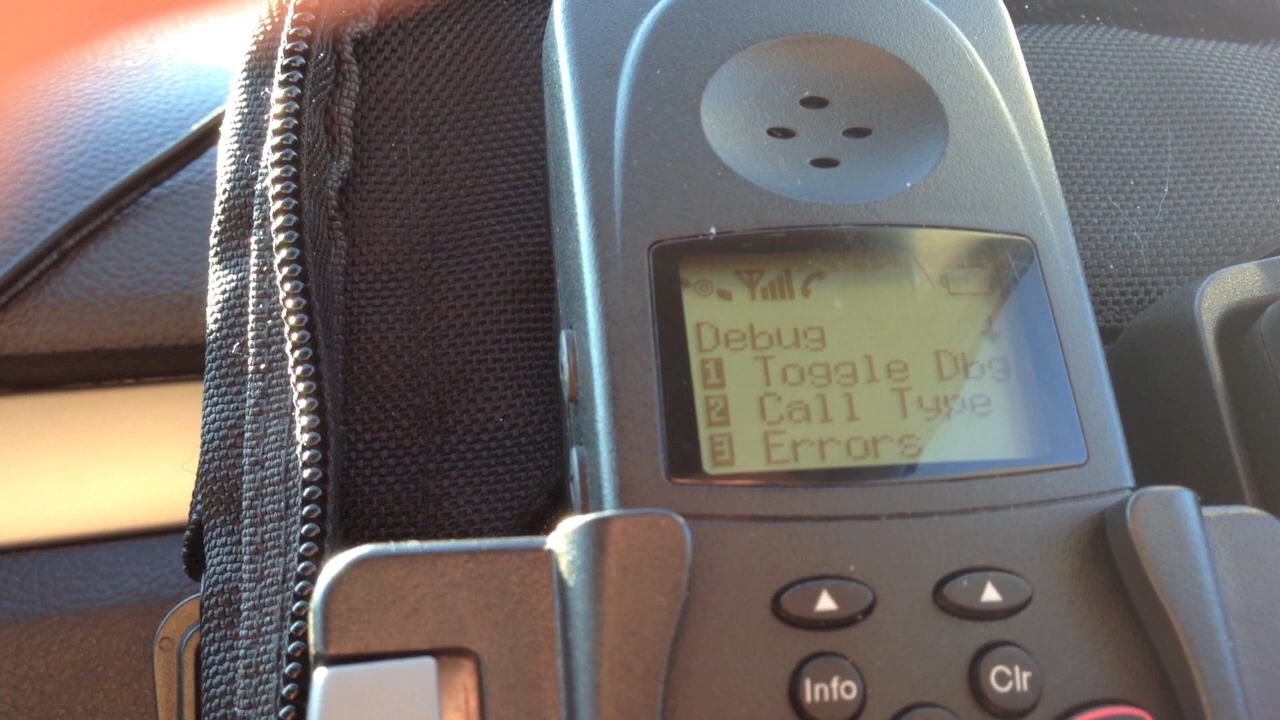 Debug
1 Toggle Dbg
2 Call Type
3 Errors
Info Clr